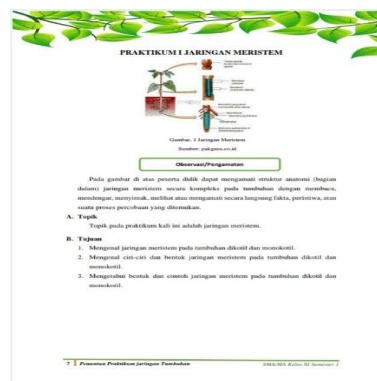 PRAKTIKUM I JARINGAN MERISTEM
Gambar. 1 Jaringan Meristem
Sumber: pakguru.co.id
Observasi/Pengamatan
Pada gambar di atas peserta didik dapat mengamati struktur anatomi (bagian
dalam) jaringan meristem secara kompleks pada tumbuhan dengan membaca,
mendengar, menyimak, melihat atau mengamati secara langsung fakta, peristiwa, atau
suatu proses percobaan yang ditemukan.
A. Topik
Topik pada praktikum kali ini adalah jaringan meristem.
B. Tujuan
1. Mengenal jaringan meristem pada tumbuhan dikotil dan monokotil.
2. Mengenal ciri-ciri dan bentuk jaringan meristem pada tumbuhan dikotil dan
monokotil.
3. Mengetahui bentuk dan contoh jaringan meristem pada tumbuhan dikotil dan
monokotil.
7 Penuntun Praktikum Jaringan Tumbuhan
SMA/MA Kelas XI Semester 1